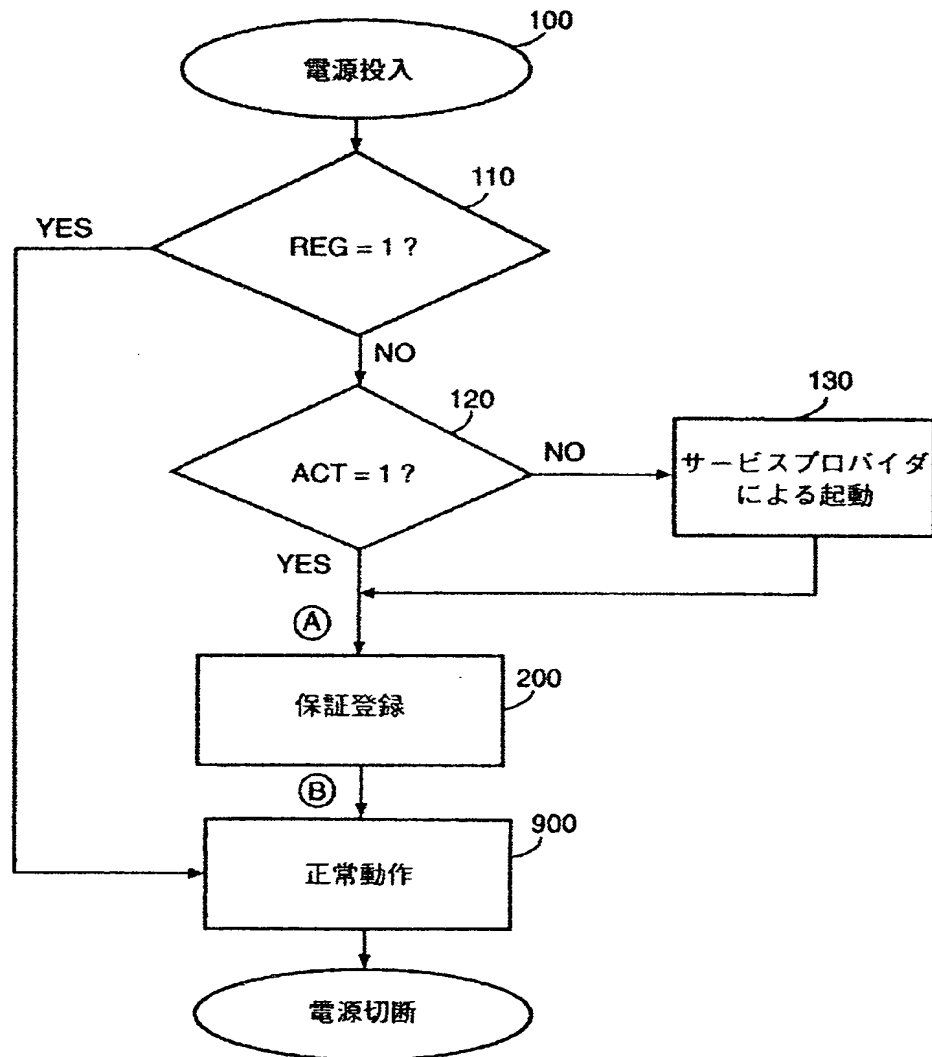 100
電源投入
110
YES
REG = 1 ?
NO
120
130
ACT = 1 ?
NO
サービスプロバイダ
による起動
YES
A
200
保証登録
B
900
正常動作
電源切断